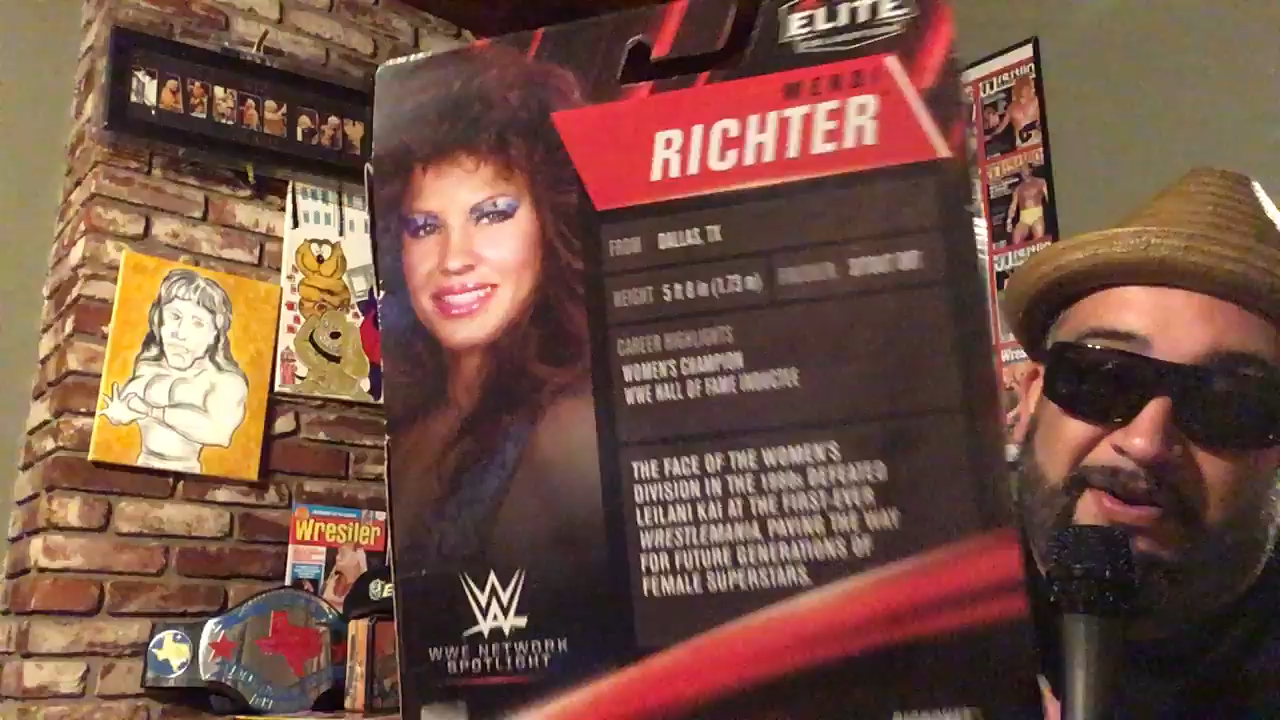 ELITE
WENDI
RICHTER
FROM DALLAS, TX
HEIGHT 5 ft 8 in (1.73 m)
CAREER HIGHLIGHTS
WOMEN'S CHAMPION
WWE HALL OF FAME INDUCTEE
THE FACE OF THE WOMEN'S
DIVISION IN THE 1980s DEFEATED
LEILANI KAI AT THE FIRST-EVER
WRESTLEMANIA, PAVING THE WAY
FOR FUTURE GENERATIONS OF
FEMALE SUPERSTARS.
W
WWE NETWORK
SPOTLIGHT
Wrestler